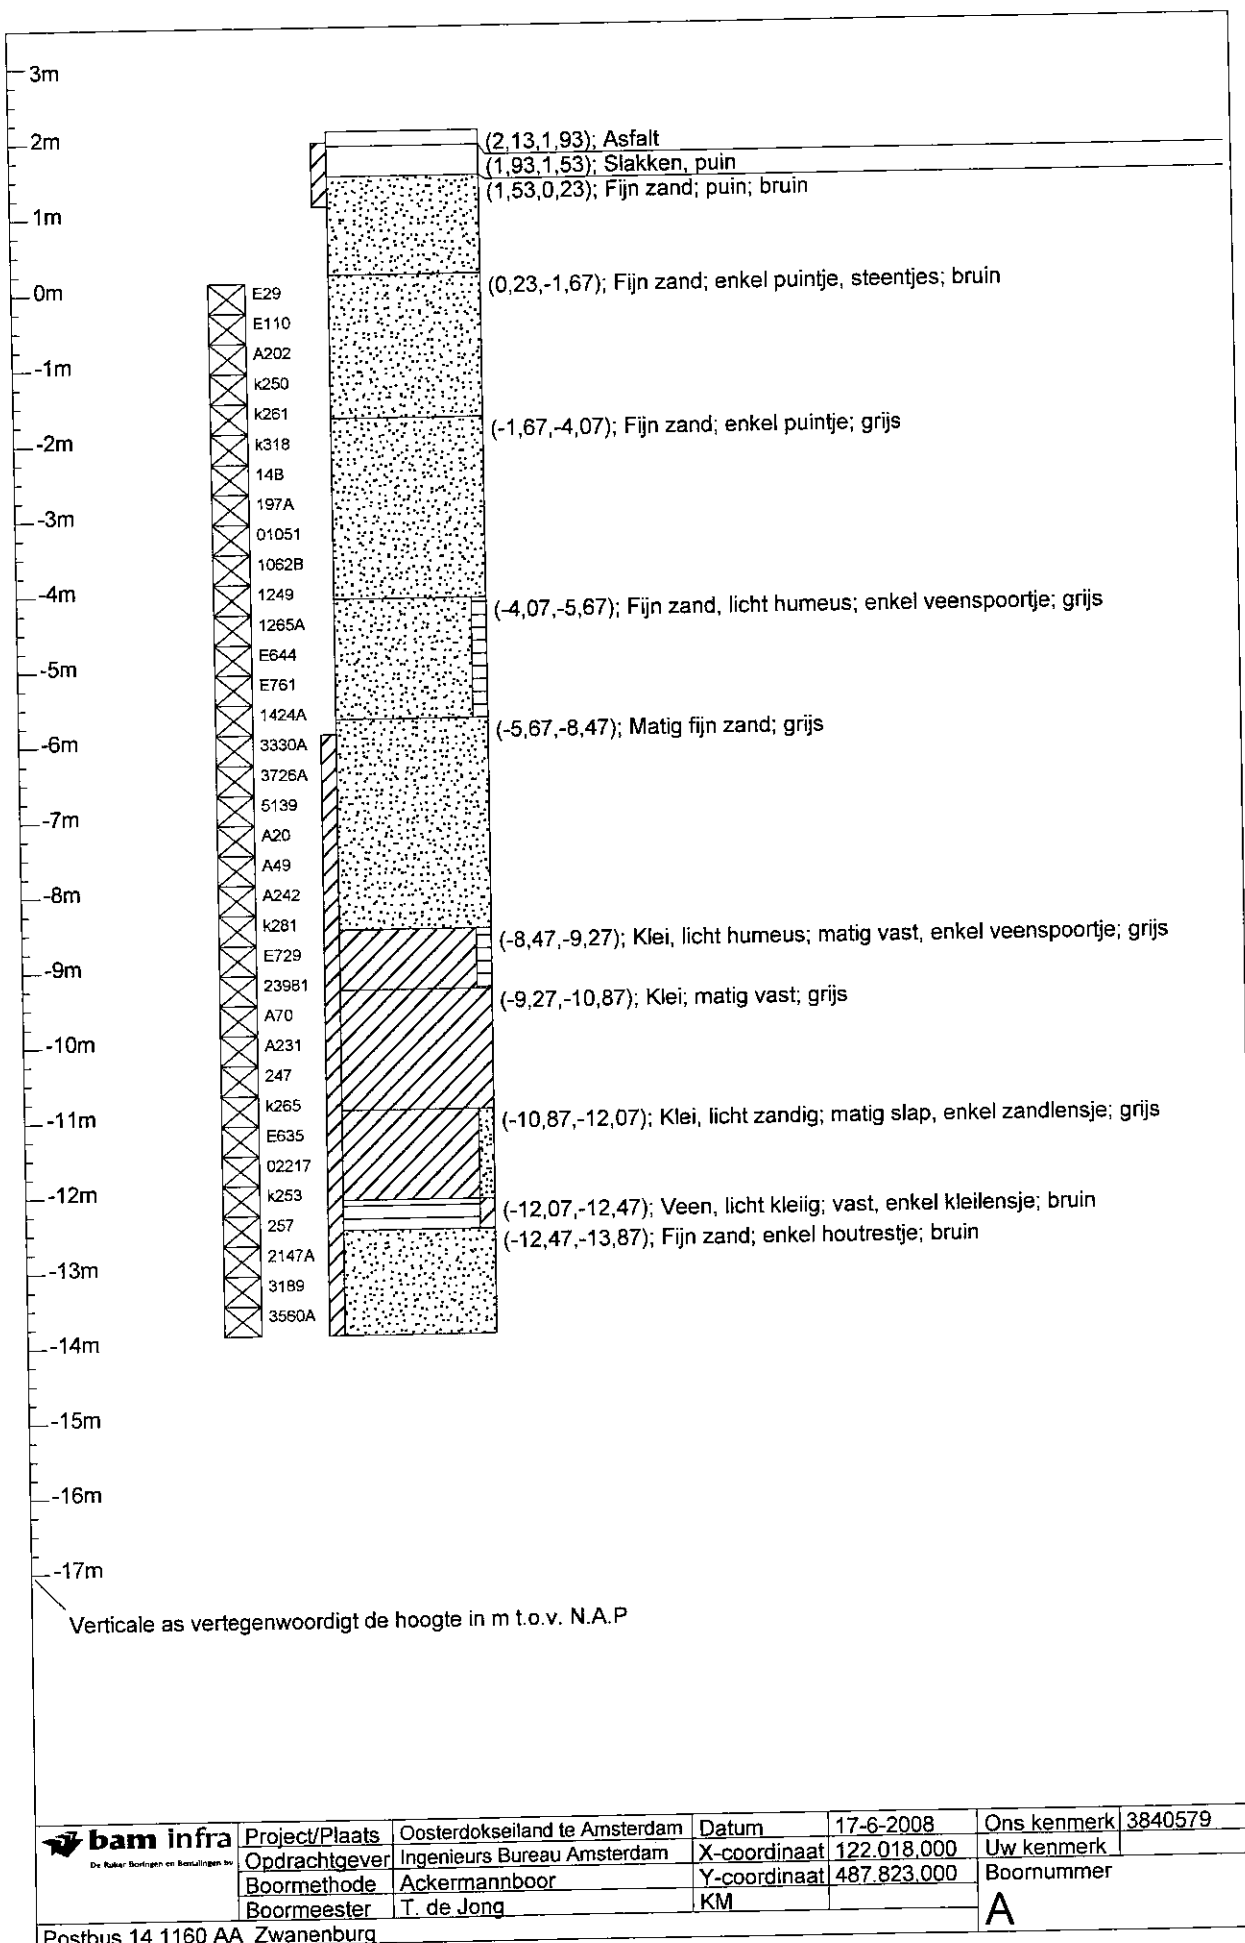 3m
2m
1m
0m
-1m
-2m
-3m
-4m
-5m
-6m
-7m
-8m
-9m
-10m
-11m
-12m
-13m
-14m
-15m
-16m
-17m
E29
E110
A202
k250
k261
k318
14B
197A
01051
1062B
1249
1265A
E644
E761
1424A
3330A
3726A
5139
A20
A49
A242
k281
E729
23981
A70
A231
247
k265
E635
02217
k253
257
2147A
3189
3560A
(2,13,1,93); Asfalt
(1,93,1,53); Slakken, puin
(1,53,0,23); Fijn zand; puin; bruin
(0,23,-1,67); Fijn zand; enkel puintje, steentjes; bruin
(-1,67,-4,07); Fijn zand; enkel puintje; grijs
(-4,07,-5,67); Fijn zand, licht humeus; enkel veenspoortje; grijs
(-5,67,-8,47); Matig fijn zand; grijs
(-8,47,-9,27); Klei, licht humeus; matig vast, enkel veenspoortje; grijs
(-9,27,-10,87); Klei; matig vast; grijs
(-10,87,-12,07); Klei, licht zandig; matig slap, enkel zandlensje; grijs
(-12,07,-12,47); Veen, licht kleiig; vast, enkel kleilensje; bruin
(-12,47,-13,87); Fijn zand; enkel houtrestje; bruin
Verticale as vertegenwoordigt de hoogte in m t.o.v. N.A.P
bam infra
De Ruiter Boringen en Bemalingen bv
Project/Plaats Oosterdokseiland te Amsterdam Datum 17-6-2008 Ons kenmerk 3840579
Opdrachtgever Ingenieurs Bureau Amsterdam X-coordinaat 122.018,000 Uw kenmerk
Boormethode Ackermannboor Y-coordinaat 487.823,000 Boornummer
Boormeester T. de Jong KM A
Postbus 14 1160 AA Zwanenburg